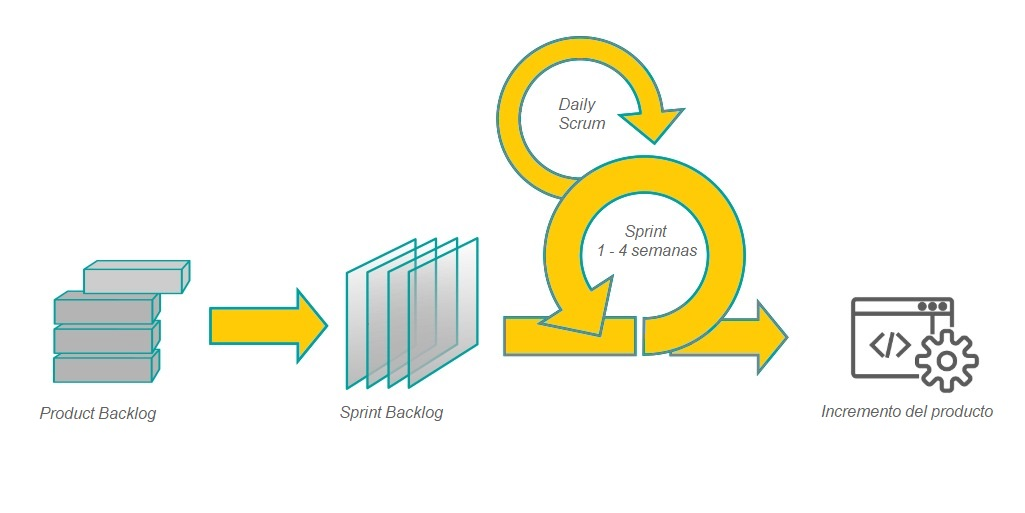 Daily
Scrum
Sprint
1 - 4 semanas
Product Backlog
Sprint Backlog
Incremento del producto